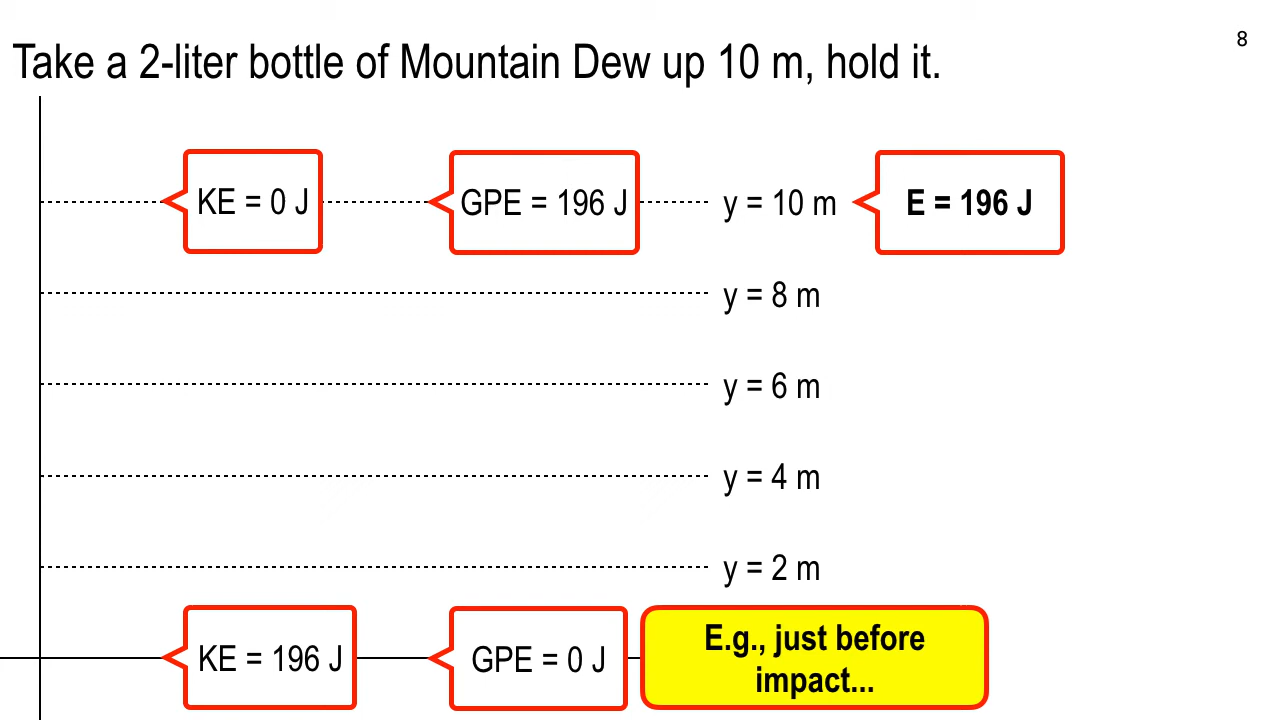 8
Take a 2-liter bottle of Mountain Dew up 10 m, hold it.
KE = 0 J
GPE = 196 J
y = 10 m
E = 196 J
y = 8 m
y = 6 m
y = 4 m
y = 2 m
KE = 196 J
GPE = 0 J
E.g., just before
impact...